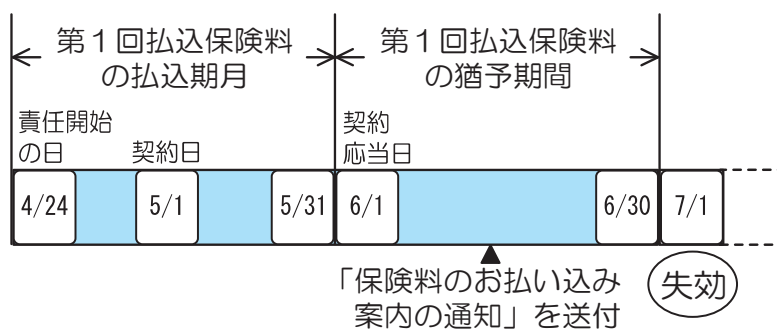 第1回払込保険料
の払込期月
第1回払込保険料
の猶予期間
責任開始
の日
契約日
契約
応当日
4/24
5/1
5/31
6/1
6/30
7/1
「保険料のお払い込み
案内の通知」を送付
失効